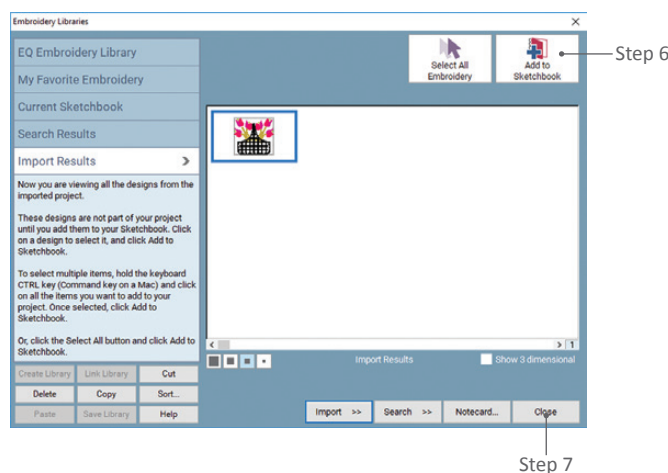 Embroidery Libraries
EQ Embroidery Library
My Favorite Embroidery
Current Sketchbook
Search Results
Import Results
Now you are viewing all the designs from the
imported project.
These designs are not part of your project
until you add them to your Sketchbook. Click
on a design to select it, and click Add to
Sketchbook.
To select multiple items, hold the keyboard
CTRL key (Command key on a Mac) and click
on all the items you want to add to your
project. Once selected, click Add to
Sketchbook.
Or, click the Select All button and click Add to
Sketchbook.
Create Library Link Library Cut
Delete Copy Sort...
Paste Save Library Help
Select All
Embroidery
Add to
Sketchbook
Step 6
1
Import Results Show 3 dimensional
Import >> Search >> Notecard... Close
Step 7